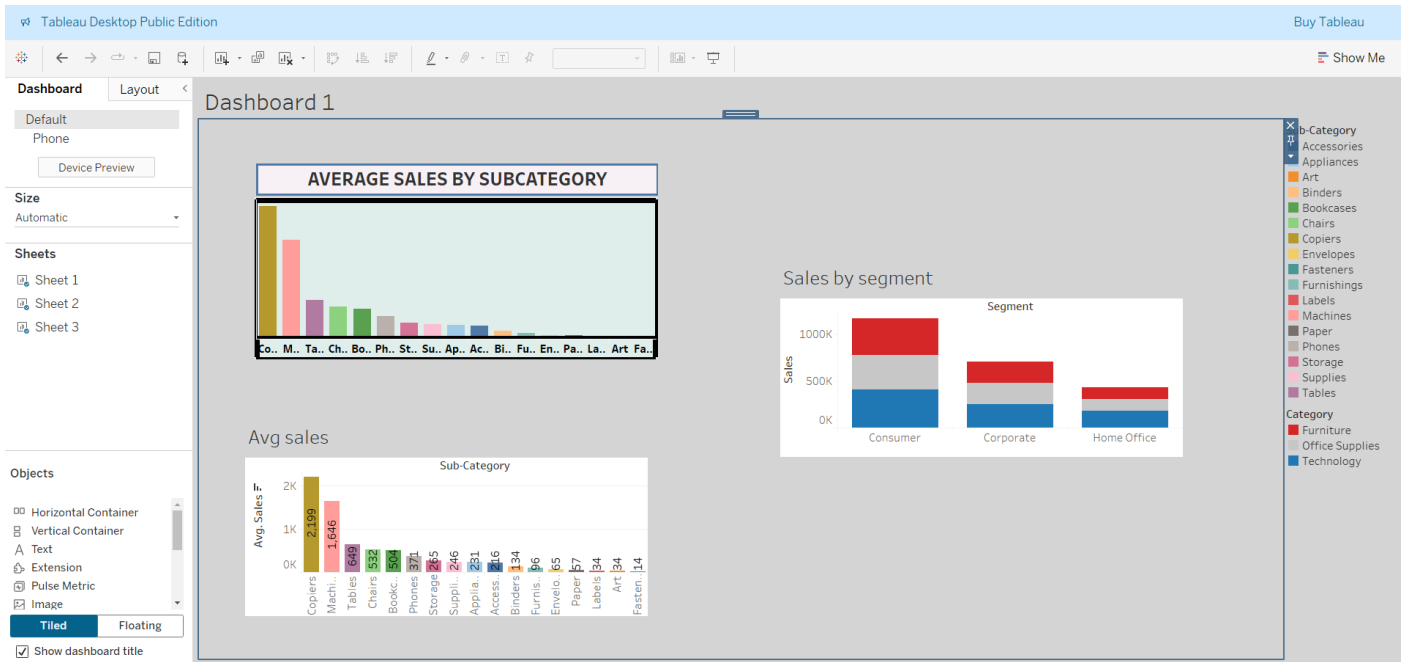 Tableau Desktop Public Edition
Buy Tableau
Show Me
Dashboard
Layout
Default
Phone
Device Preview
Size
Automatic
Sheets
Sheet 1
Sheet 2
Sheet 3
Objects
Horizontal Container
Vertical Container
A Text
Extension
Pulse Metric
Image
Tiled
Floating
Show dashboard title
Dashboard 1
AVERAGE SALES BY SUBCATEGORY
Co.. M.. Ta.. Ch.. Bo.. Ph.. St.. Su.. Ap.. Ac.. Bi.. Fu.. En.. Pa.. La.. Art Fa..
Avg sales
Sub-Category
Avg. Sales
2K
1K
0K
2,199 1,646 649 532 504 371 265 246 231 216 134 96 65 57 34 34 14
Copiers Machi.. Tables Chairs Bookc.. Phones Storage Suppli.. Applia.. Access.. Binders Furnis.. Envelo.. Paper Labels Art Fasten..
Sales by segment
Segment
Sales
1000K
500K
0K
Consumer Corporate Home Office
b-Category
Accessories
Appliances
Art
Binders
Bookcases
Chairs
Copiers
Envelopes
Fasteners
Furnishings
Labels
Machines
Paper
Phones
Storage
Supplies
Tables
Category
Furniture
Office Supplies
Technology